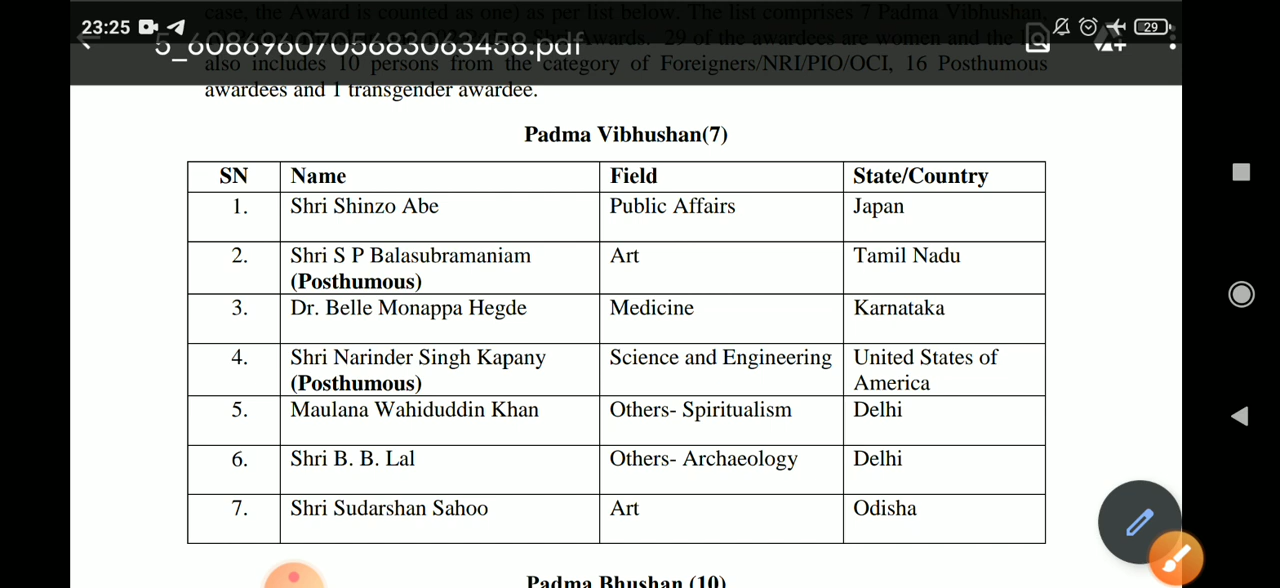 case, the Award is counted as one) as per list below. The list comprises 7 Padma Vibhushan,
23:25
29
5_6086960705683063458.pdf
Awards. 29 of the awardees are women and the
also includes 10 persons from the category of Foreigners/NRI/PIO/OCI, 16 Posthumous
awardees and 1 transgender awardee.
Padma Vibhushan(7)
SN Name Field State/Country
1. Shri Shinzo Abe Public Affairs Japan
2. Shri S P Balasubramaniam Art Tamil Nadu
(Posthumous)
3. Dr. Belle Monappa Hegde Medicine Karnataka
4. Shri Narinder Singh Kapany Science and Engineering United States of
(Posthumous) America
5. Maulana Wahiduddin Khan Others- Spiritualism Delhi
6. Shri B. B. Lal Others- Archaeology Delhi
7. Shri Sudarshan Sahoo Art Odisha
Padma Bhushan (10)